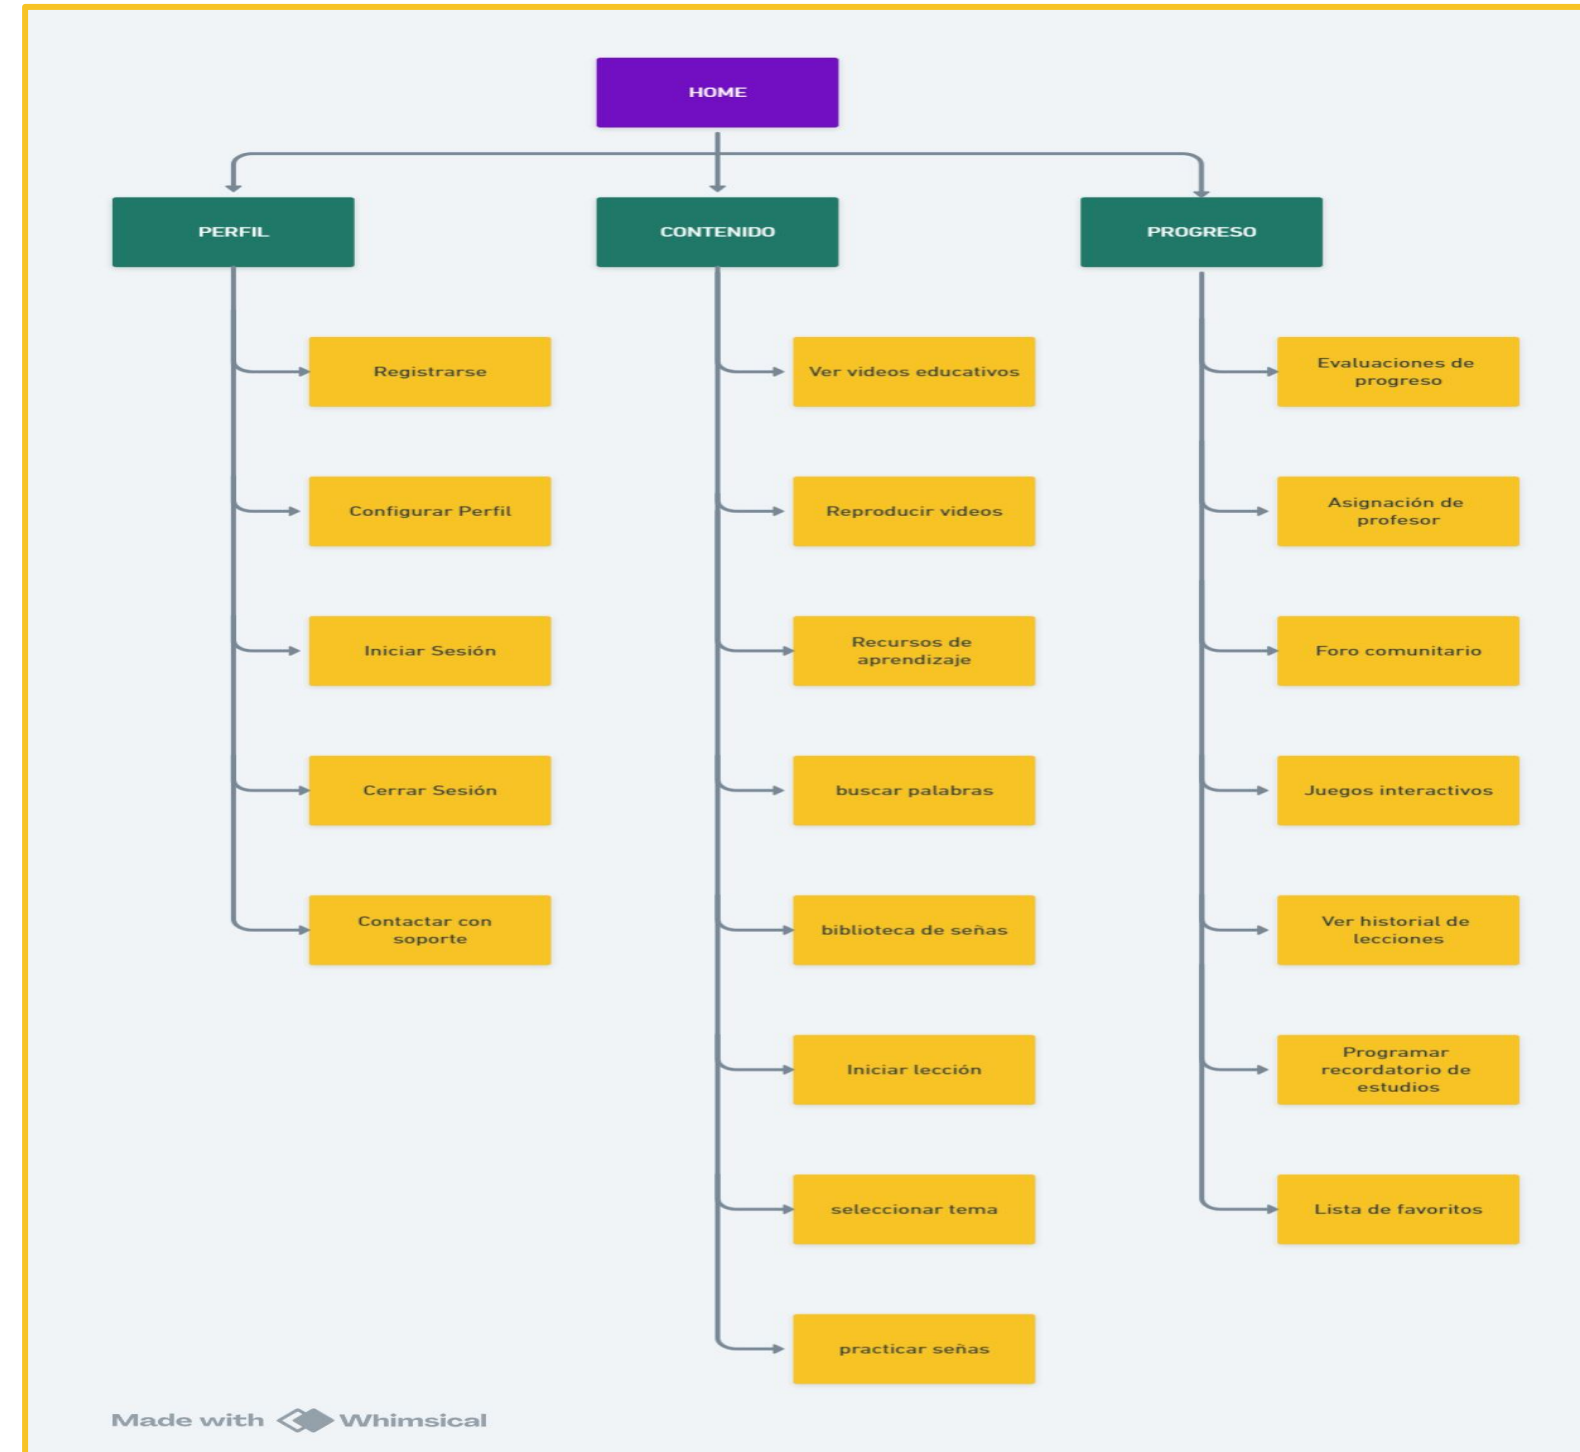 HOME
PERFIL
CONTENIDO
PROGRESO
Registrarse
Configurar Perfil
Iniciar Sesión
Cerrar Sesión
Contactar con
soporte
Ver videos educativos
Reproducir videos
Recursos de
aprendizaje
buscar palabras
biblioteca de señas
Iniciar lección
seleccionar tema
practicar señas
Evaluaciones de
progreso
Asignación de
profesor
Foro comunitario
Juegos interactivos
Ver historial de
lecciones
Programar
recordatorio de
estudios
Lista de favoritos
Made with Whimsical